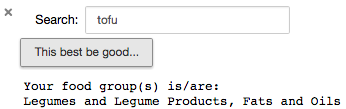 Search: tofu
This best be good...
Your food group(s) is/are:
Legumes and Legume Products, Fats and Oils